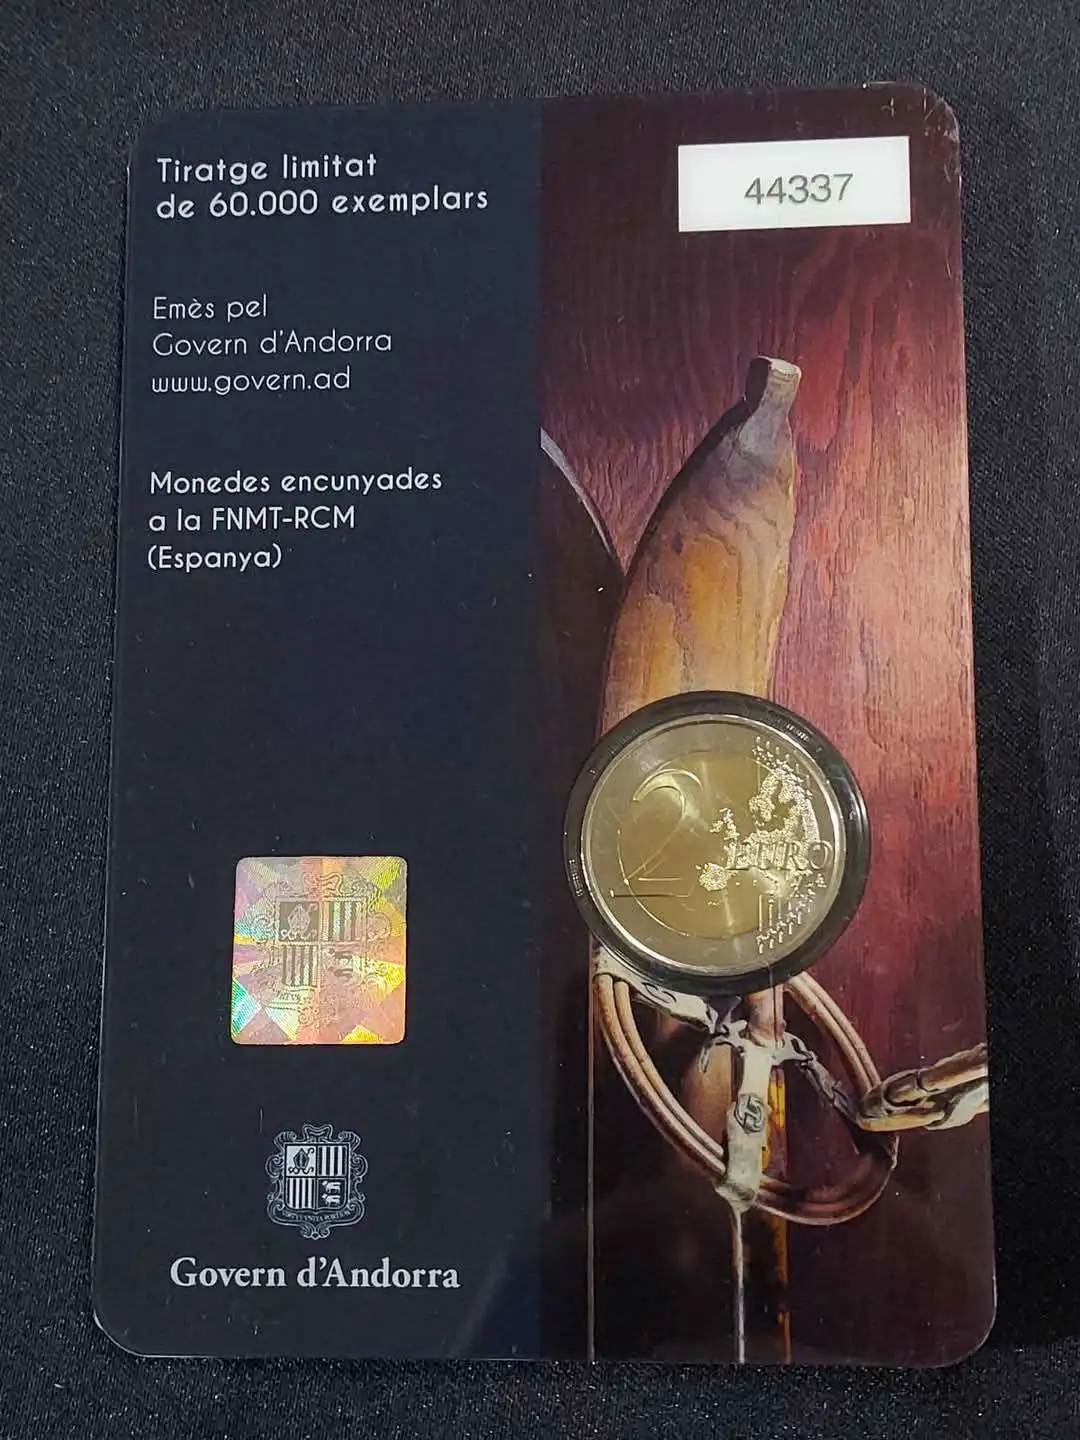 Tiratge limitat
de 60.000 exemplars
44337
Emès pel
Govern d'Andorra
www.govern.ad
Monedes encunyades
a la FNMT-RCM
(Espanya)
2 EURO
Govern d'Andorra